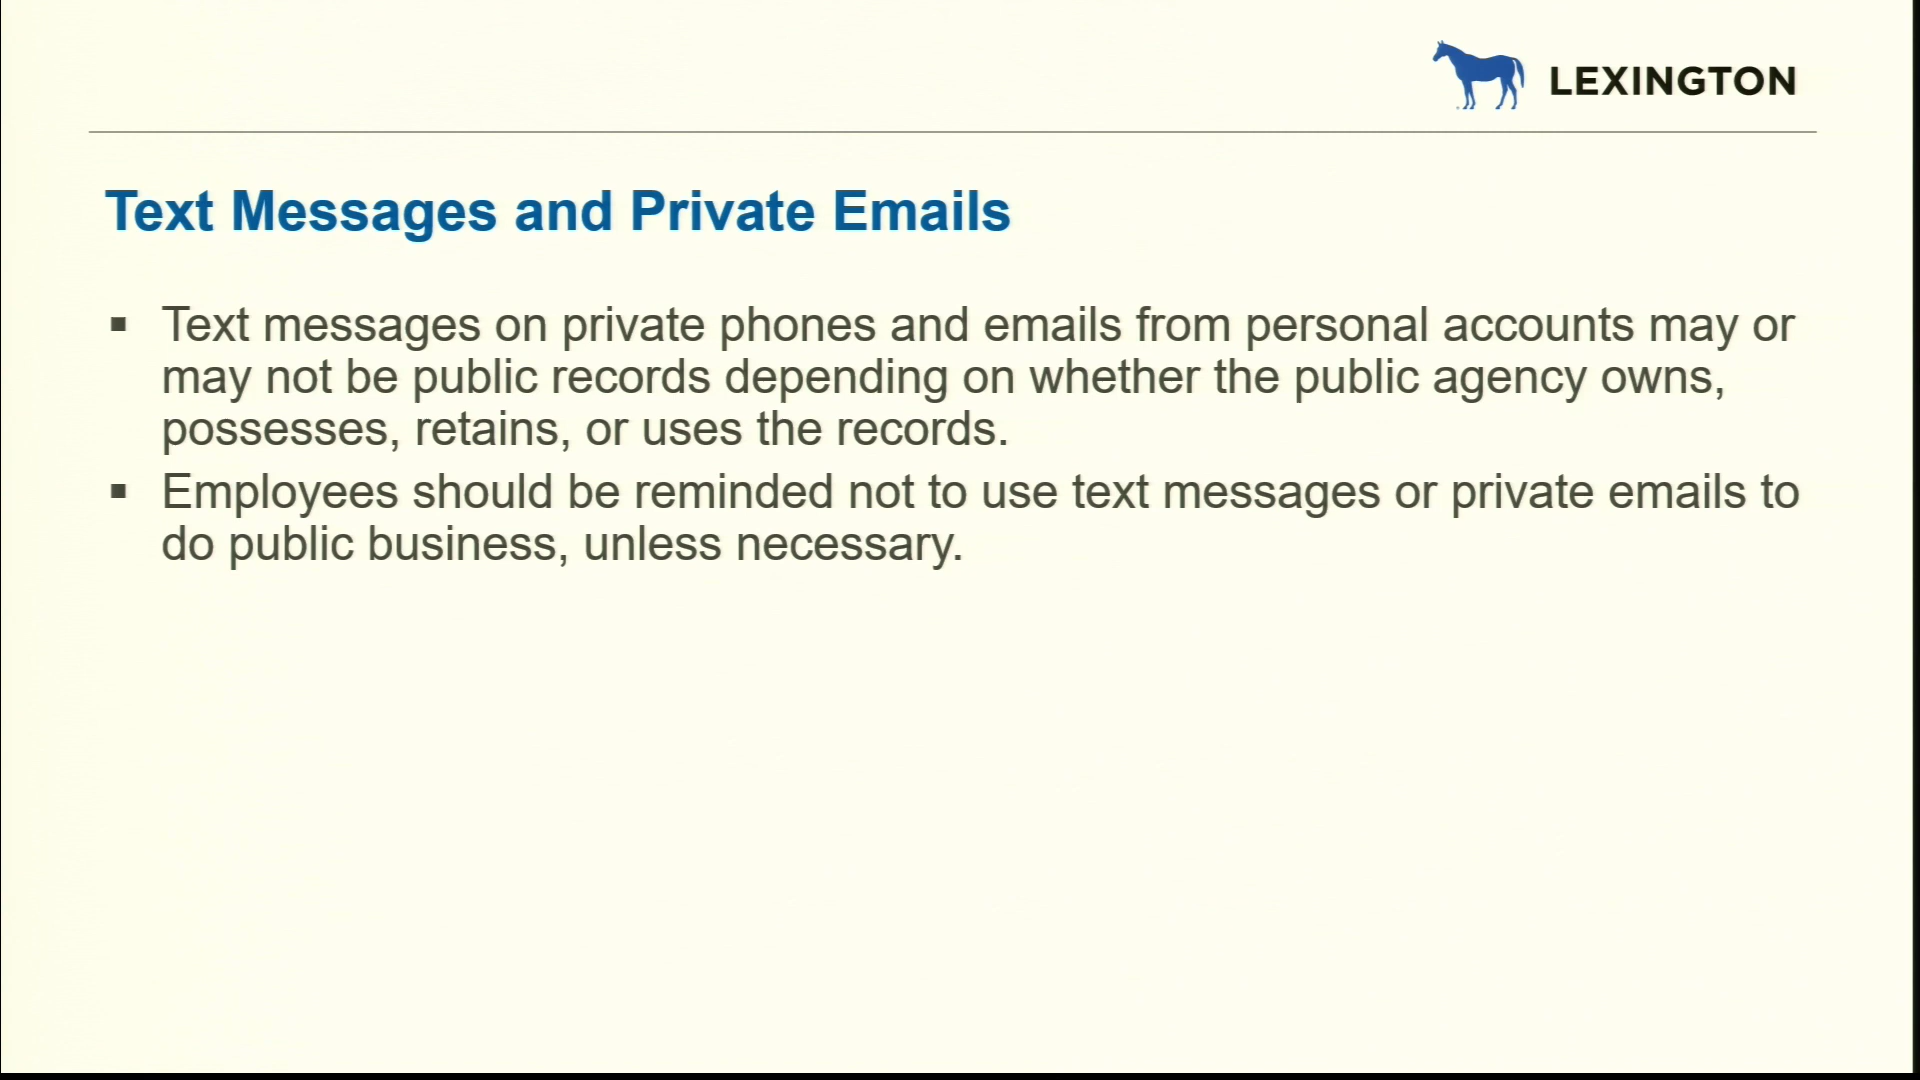 LEXINGTON
Text Messages and Private Emails
▪ Text messages on private phones and emails from personal accounts may or
may not be public records depending on whether the public agency owns,
possesses, retains, or uses the records.
▪ Employees should be reminded not to use text messages or private emails to
do public business, unless necessary.